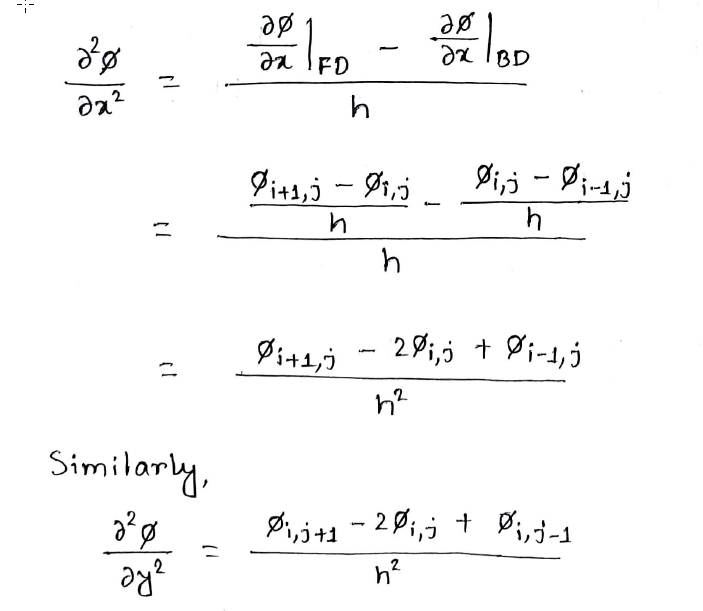 ∂²ø/∂x² = (∂ø/∂x|FD − ∂ø/∂x|BD) / h
= ((øi+1,j − øi,j)/h − (øi,j − øi−1,j)/h) / h
= (øi+1,j − 2øi,j + øi−1,j) / h²
Similarly,
∂²ø/∂y² = (øi,j+1 − 2øi,j + øi,j−1) / h²